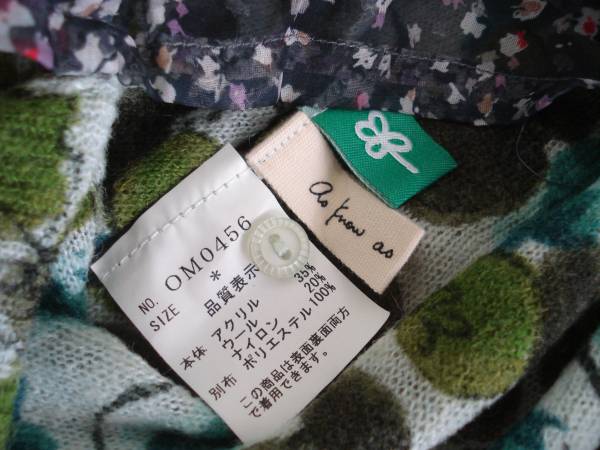 as know as
NO. OM0456
SIZE *
品質表示
本体 アクリル
ウール 35%
ナイロン 20%
別布 ポリエステル 100%
この商品は表面裏面両方
で着用できます。